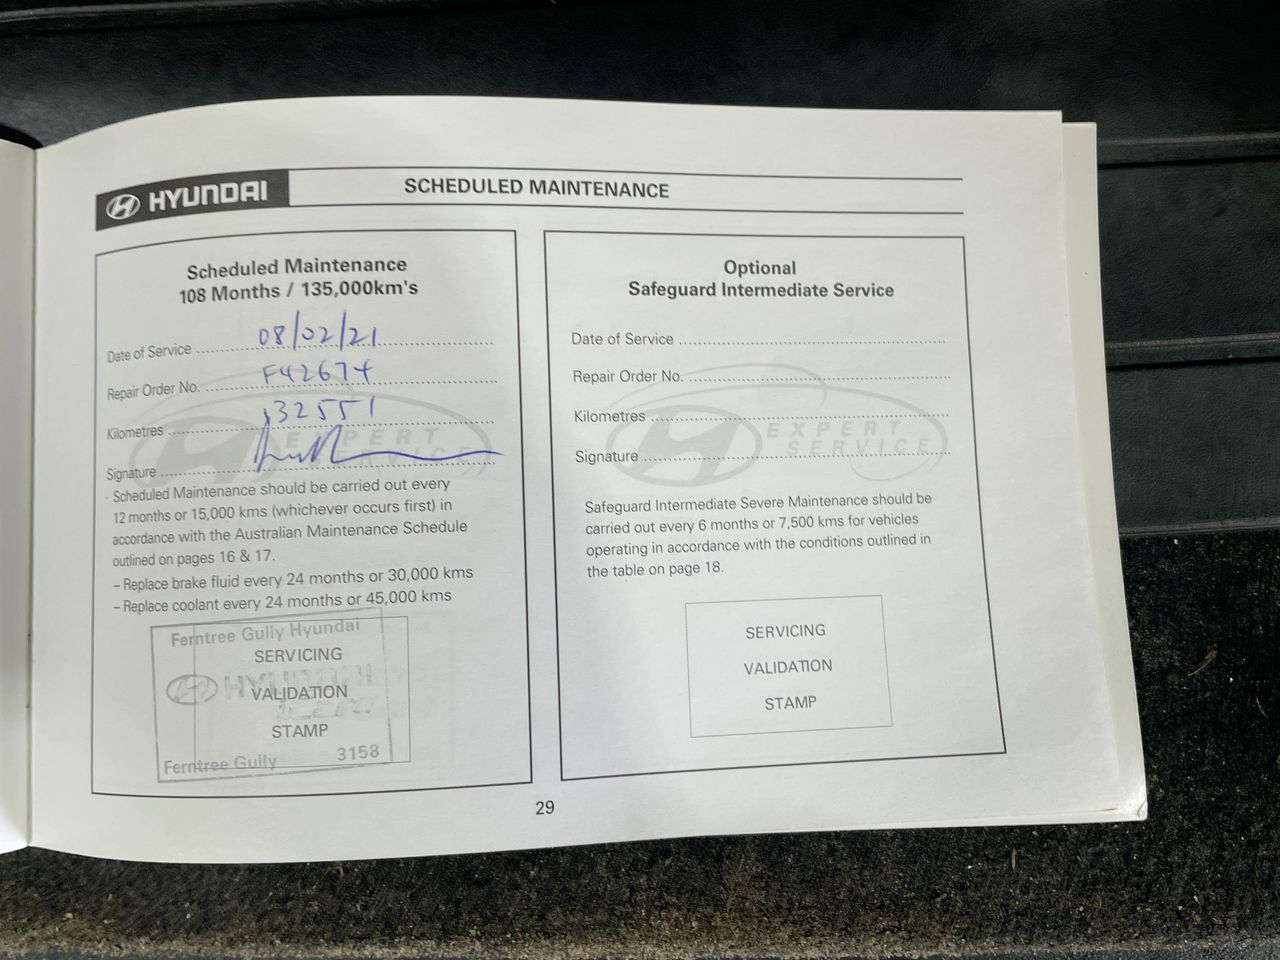 HYUNDAI
SCHEDULED MAINTENANCE
Scheduled Maintenance
108 Months / 135,000km's
Date of Service 08/02/21
Repair Order No. F42674
Kilometres 132551
Signature
Scheduled Maintenance should be carried out every
12 months or 15,000 kms (whichever occurs first) in
accordance with the Australian Maintenance Schedule
outlined on pages 16 & 17.
– Replace brake fluid every 24 months or 30,000 kms
– Replace coolant every 24 months or 45,000 kms
Ferntree Gully Hyundai
SERVICING
HYUNDAI
VALIDATION
STAMP
Ferntree Gully 3158
EXPERT
SERVICE
Optional
Safeguard Intermediate Service
Date of Service
Repair Order No.
Kilometres
Signature
EXPERT
SERVICE
Safeguard Intermediate Severe Maintenance should be
carried out every 6 months or 7,500 kms for vehicles
operating in accordance with the conditions outlined in
the table on page 18.
SERVICING
VALIDATION
STAMP
29